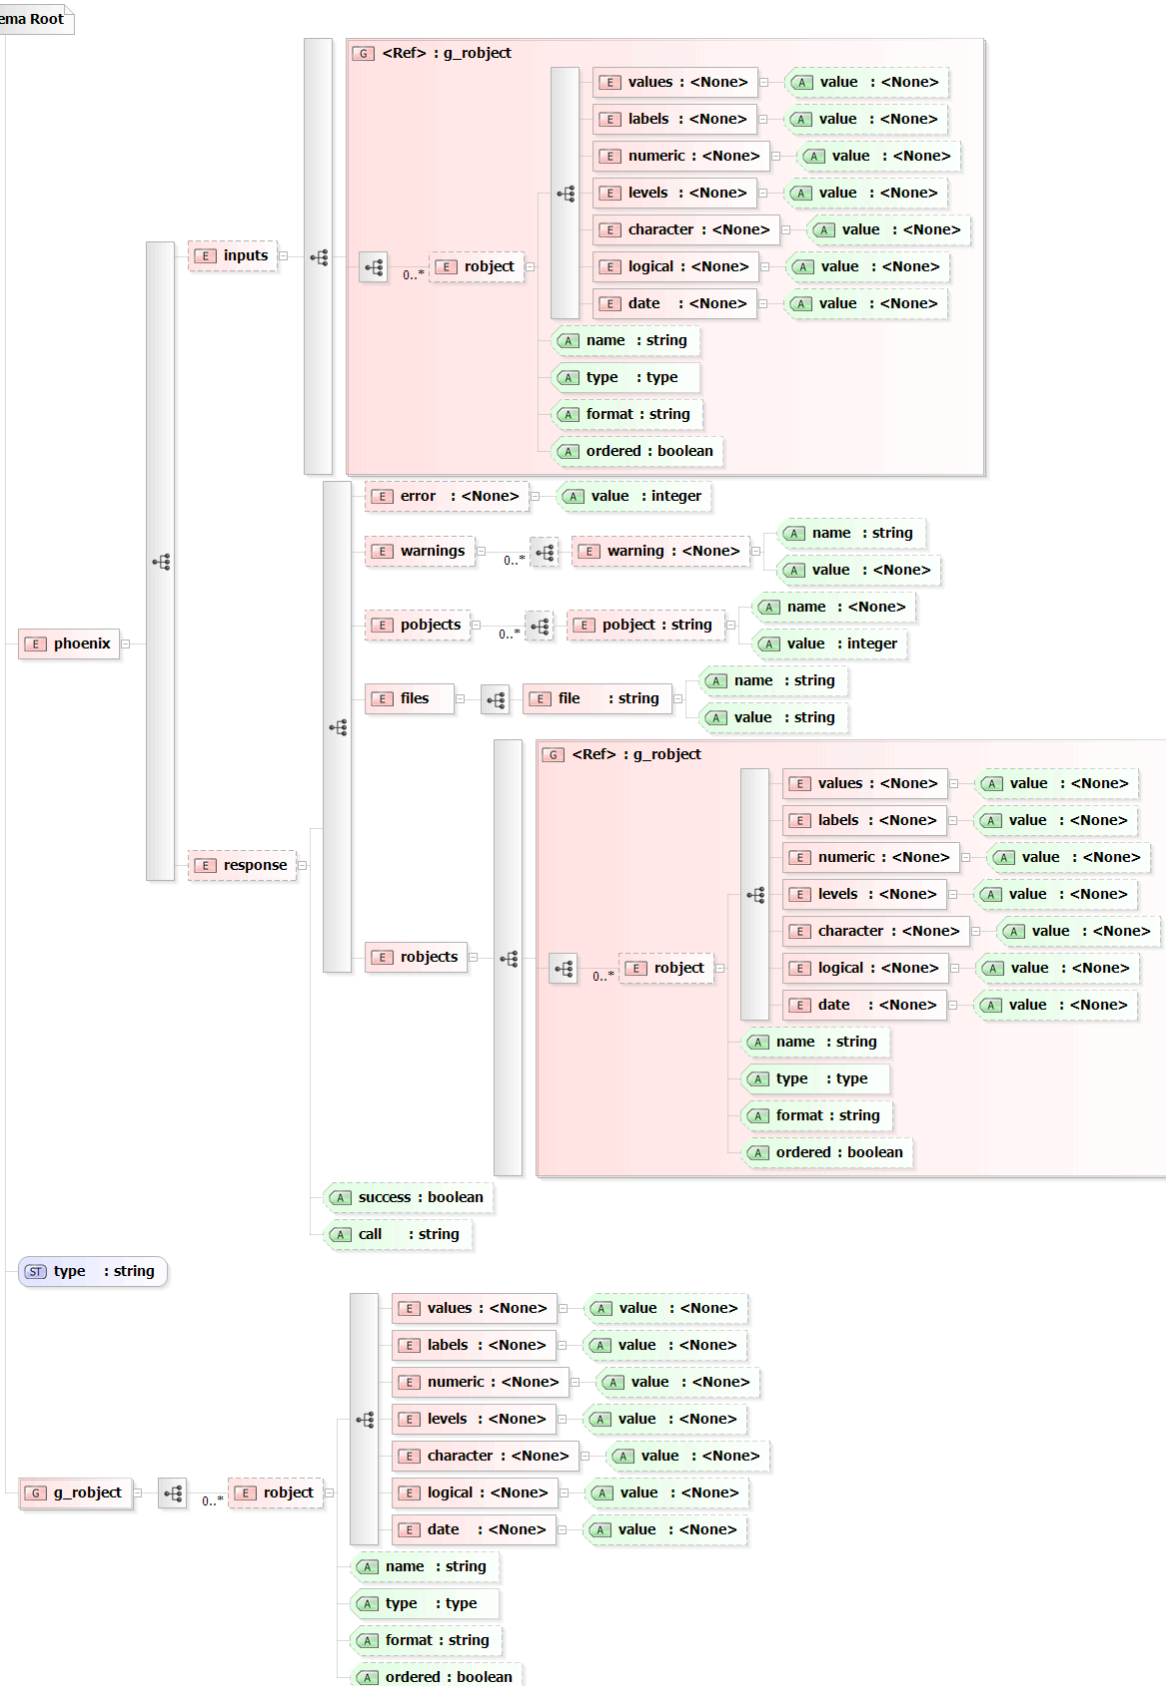 ema Root
G <Ref> : g_robject
E values : <None> A value : <None>
E labels : <None> A value : <None>
E numeric : <None> A value : <None>
E levels : <None> A value : <None>
E character : <None> A value : <None>
E inputs
0..* E robject
E logical : <None> A value : <None>
E date : <None> A value : <None>
A name : string
A type : type
A format : string
A ordered : boolean
E error : <None> A value : integer
E warnings 0..* E warning : <None>
A name : string
A value : <None>
E pobjects 0..* E pobject : string
A name : <None>
A value : integer
E phoenix
E files E file : string
A name : string
A value : string
G <Ref> : g_robject
E values : <None> A value : <None>
E labels : <None> A value : <None>
E numeric : <None> A value : <None>
E response
E levels : <None> A value : <None>
E character : <None> A value : <None>
E robjects
0..* E robject
E logical : <None> A value : <None>
E date : <None> A value : <None>
A name : string
A type : type
A format : string
A ordered : boolean
A success : boolean
A call : string
ST type : string
E values : <None> A value : <None>
E labels : <None> A value : <None>
E numeric : <None> A value : <None>
E levels : <None> A value : <None>
E character : <None> A value : <None>
G g_robject 0..* E robject
E logical : <None> A value : <None>
E date : <None> A value : <None>
A name : string
A type : type
A format : string
A ordered : boolean